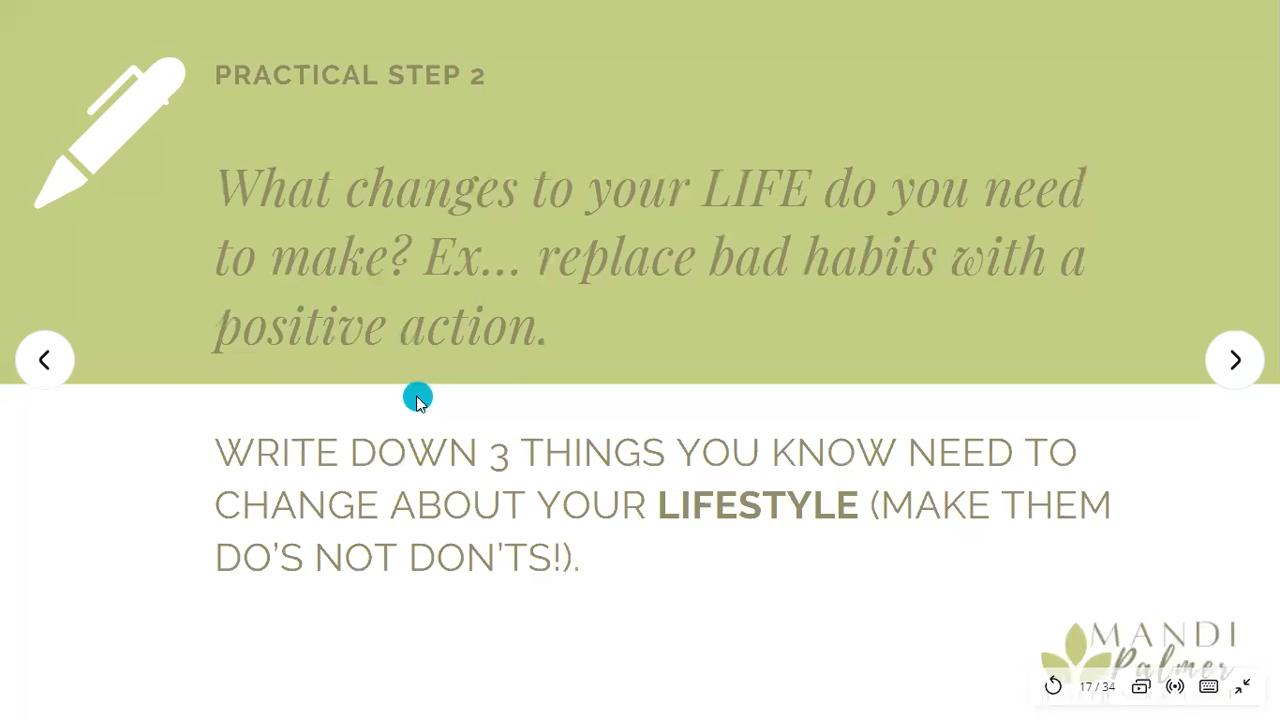 PRACTICAL STEP 2
What changes to your LIFE do you need
to make? Ex... replace bad habits with a
positive action.
WRITE DOWN 3 THINGS YOU KNOW NEED TO
CHANGE ABOUT YOUR LIFESTYLE (MAKE THEM
DO'S NOT DON'TS!).
MANDI
Palmer
17 / 34